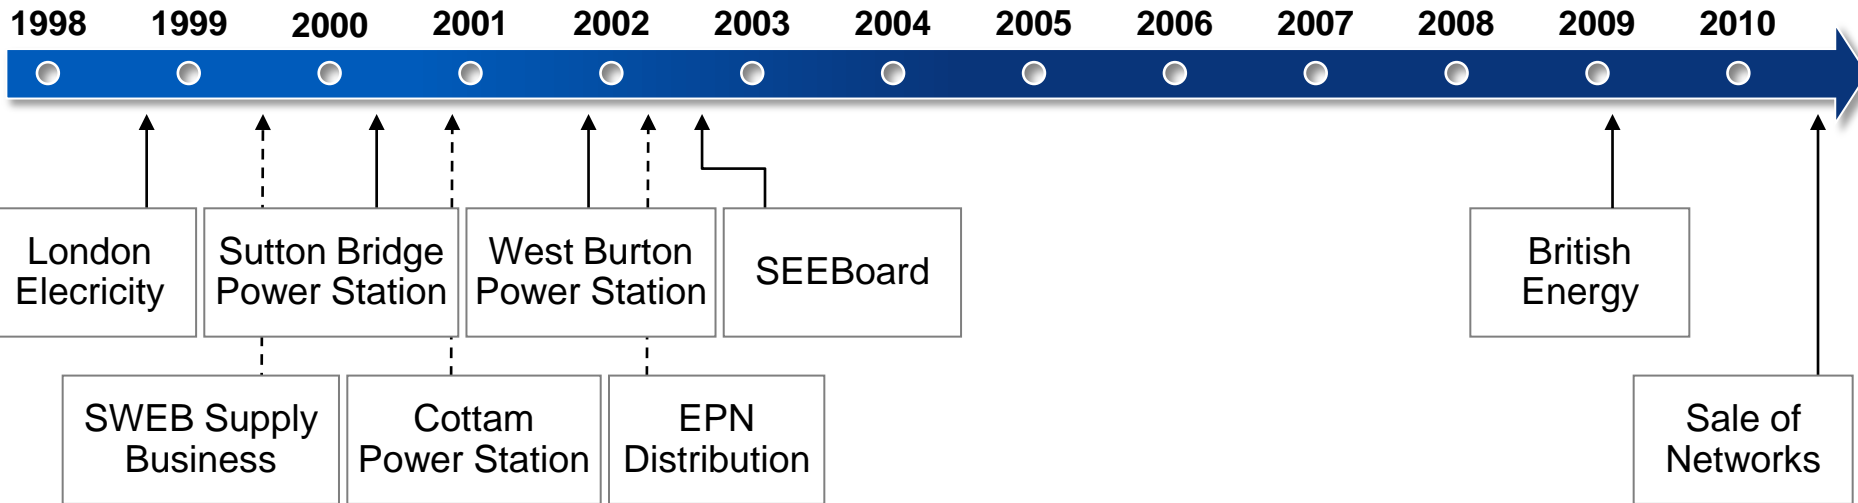 1998 1999 2000 2001 2002 2003 2004 2005 2006 2007 2008 2009 2010
London
Elecricity
Sutton Bridge
Power Station
West Burton
Power Station
SEEBoard
British
Energy
SWEB Supply
Business
Cottam
Power Station
EPN
Distribution
Sale of
Networks